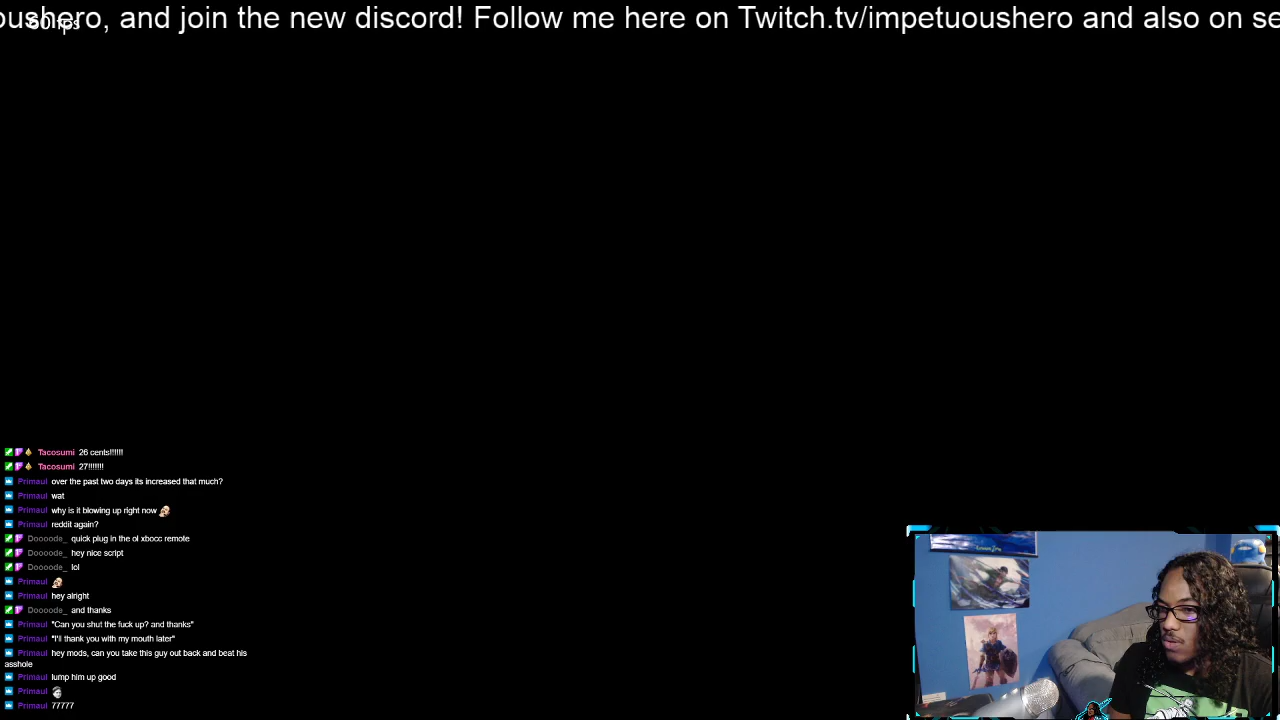 oushero, and join the new discord! Follow me here on Twitch.tv/impetuoushero and also on se
60 fps
Tacosumi 26 cents!!!!!!
Tacosumi 27!!!!!!!
Primaul over the past two days its increased that much?
Primaul wat
Primaul why is it blowing up right now
Primaul reddit again?
Doooode_ quick plug in the ol xbocc remote
Doooode_ hey nice script
Doooode_ lol
Primaul
Primaul hey alright
Doooode_ and thanks
Primaul "Can you shut the fuck up? and thanks"
Primaul "I'll thank you with my mouth later"
Primaul hey mods, can you take this guy out back and beat his
asshole
Primaul lump him up good
Primaul
Primaul 77777